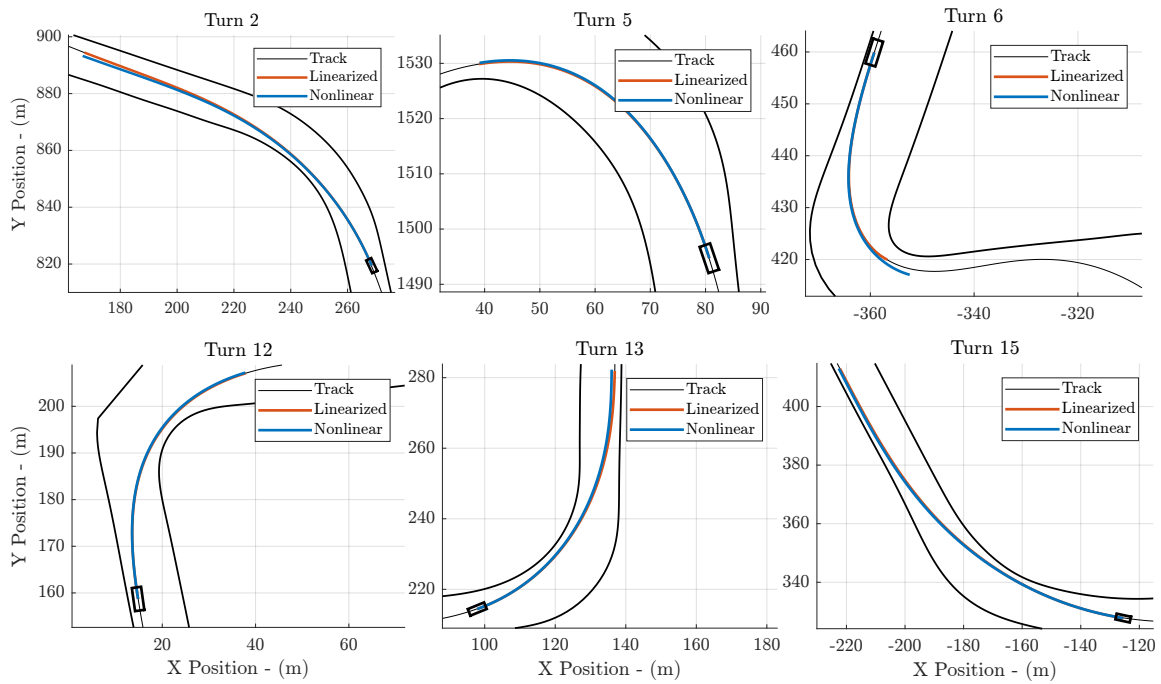 Turn 2
Turn 5
Turn 6
Y Position - (m)
900
880
860
840
820
180
200
220
240
260
Track
Linearized
Nonlinear
1530
1520
1510
1500
1490
40
50
60
70
80
90
Track
Linearized
Nonlinear
460
450
440
430
420
-360
-340
-320
Track
Linearized
Nonlinear
Turn 12
Turn 13
Turn 15
Y Position - (m)
200
190
180
170
160
20
40
60
Track
Linearized
Nonlinear
X Position - (m)
280
260
240
220
100
120
140
160
180
Track
Linearized
Nonlinear
X Position - (m)
400
380
360
340
-220
-200
-180
-160
-140
-120
Track
Linearized
Nonlinear
X Position - (m)